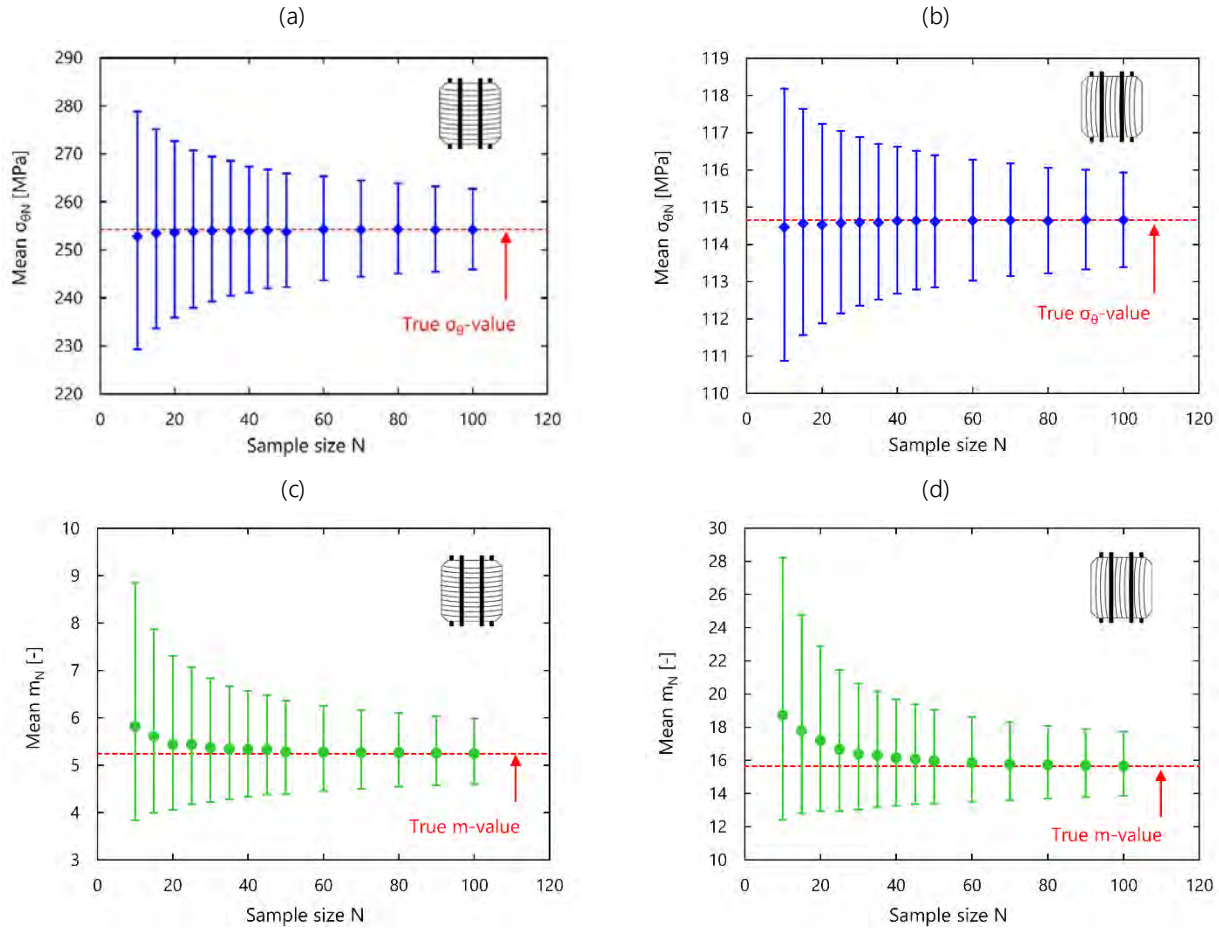 (a)
Mean σθN [MPa]
290
280
270
260
250
240
230
220
True σθ-value
0 20 40 60 80 100 120
Sample size N
(b)
Mean σθN [MPa]
119
118
117
116
115
114
113
112
111
110
True σθ-value
0 20 40 60 80 100 120
Sample size N
(c)
Mean mN [-]
10
9
8
7
6
5
4
3
True m-value
0 20 40 60 80 100 120
Sample size N
(d)
Mean mN [-]
30
28
26
24
22
20
18
16
14
12
10
True m-value
0 20 40 60 80 100 120
Sample size N